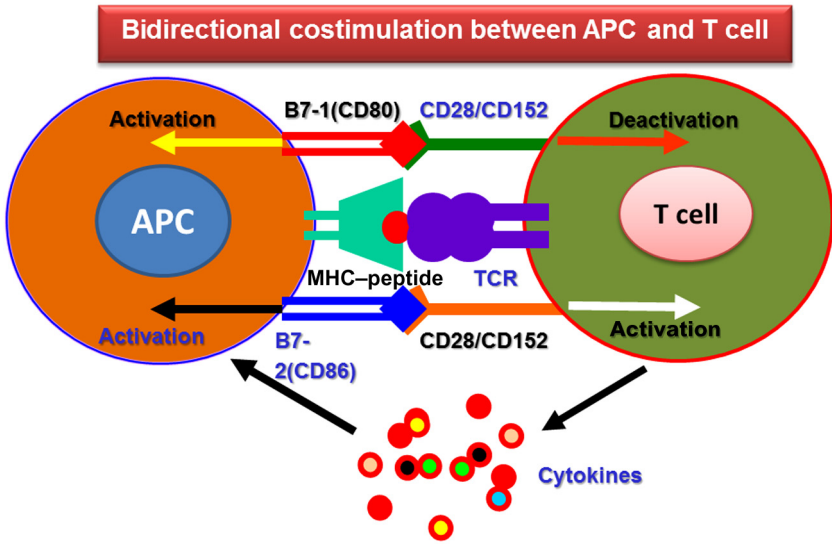 Bidirectional costimulation between APC and T cell
B7-1(CD80)
CD28/CD152
Activation
Deactivation
APC
T cell
MHC–peptide
TCR
Activation
B7-
2(CD86)
CD28/CD152
Activation
Cytokines